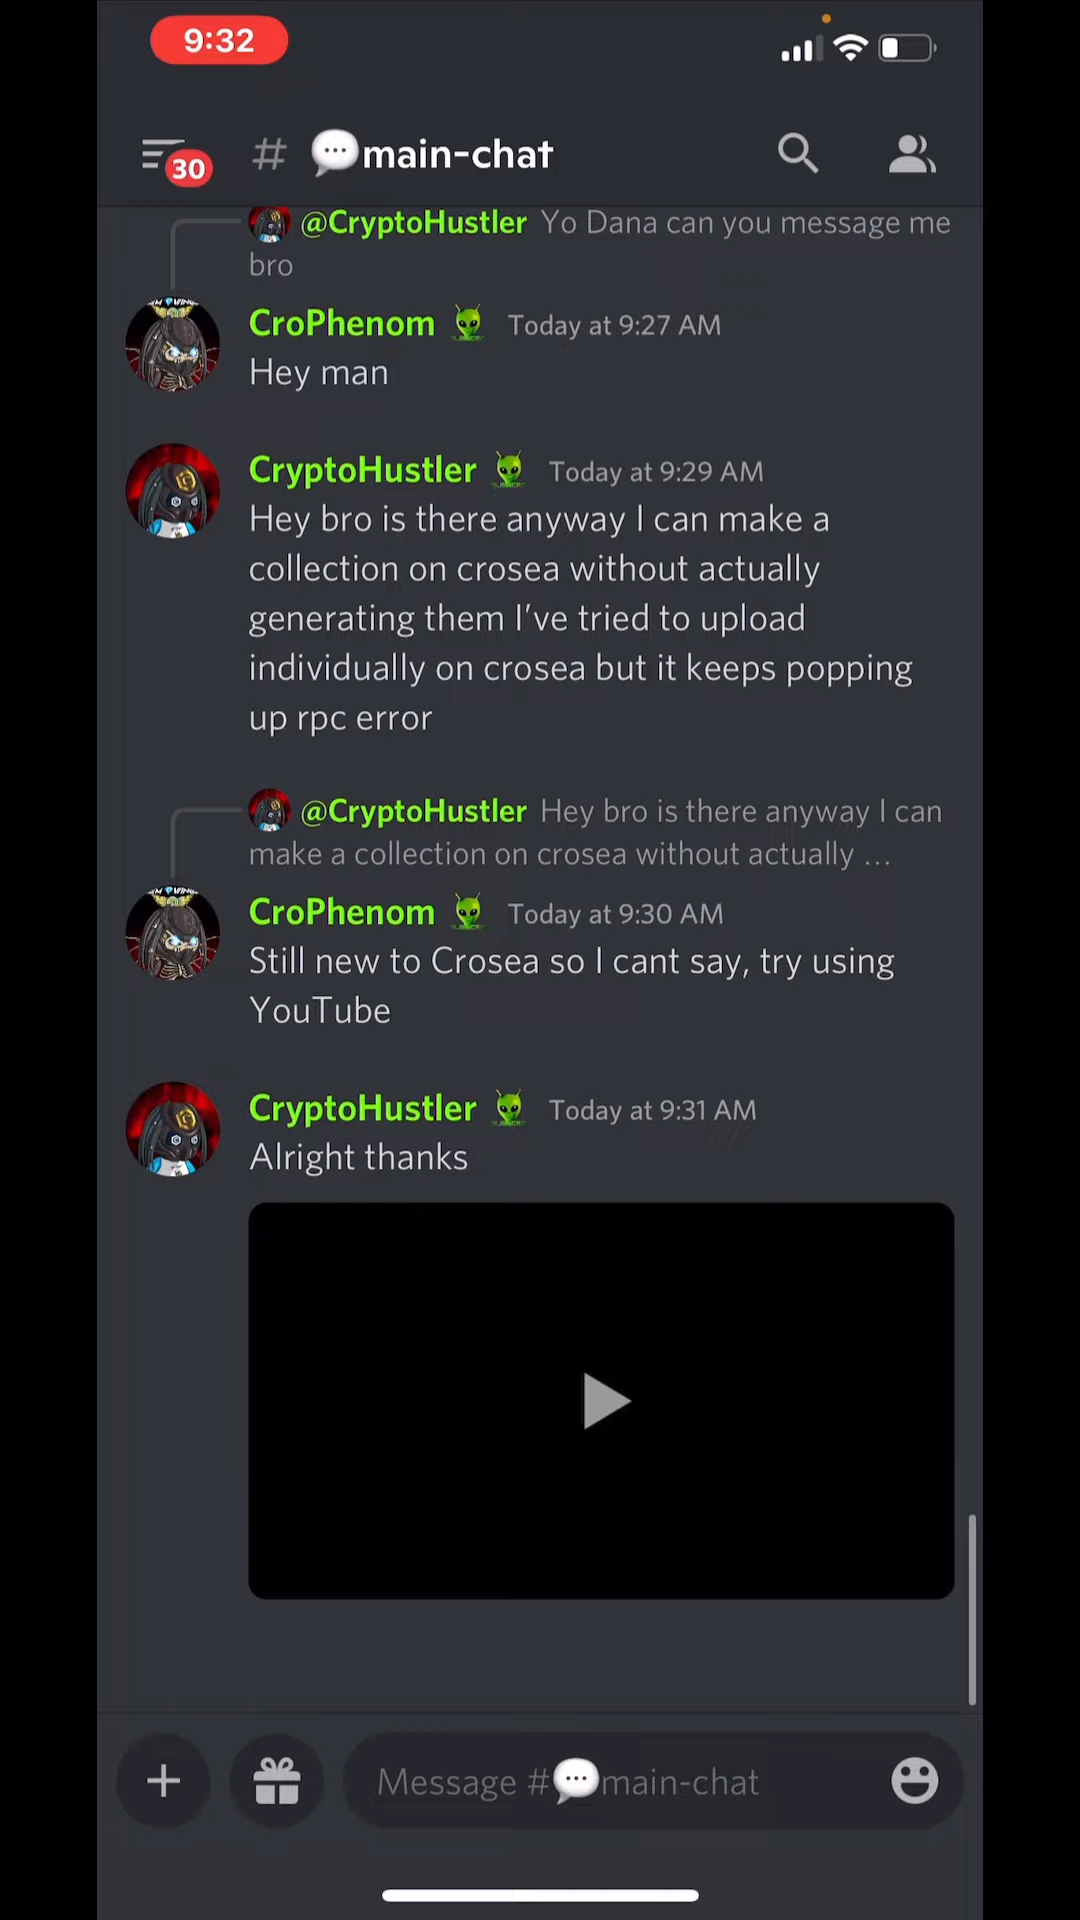 9:32
30
# 💬main-chat
@CryptoHustler Yo Dana can you message me
bro
CroPhenom Today at 9:27 AM
Hey man
CryptoHustler Today at 9:29 AM
Hey bro is there anyway I can make a
collection on crosea without actually
generating them I’ve tried to upload
individually on crosea but it keeps popping
up rpc error
@CryptoHustler Hey bro is there anyway I can
make a collection on crosea without actually ...
CroPhenom Today at 9:30 AM
Still new to Crosea so I cant say, try using
YouTube
CryptoHustler Today at 9:31 AM
Alright thanks
Message #💬main-chat